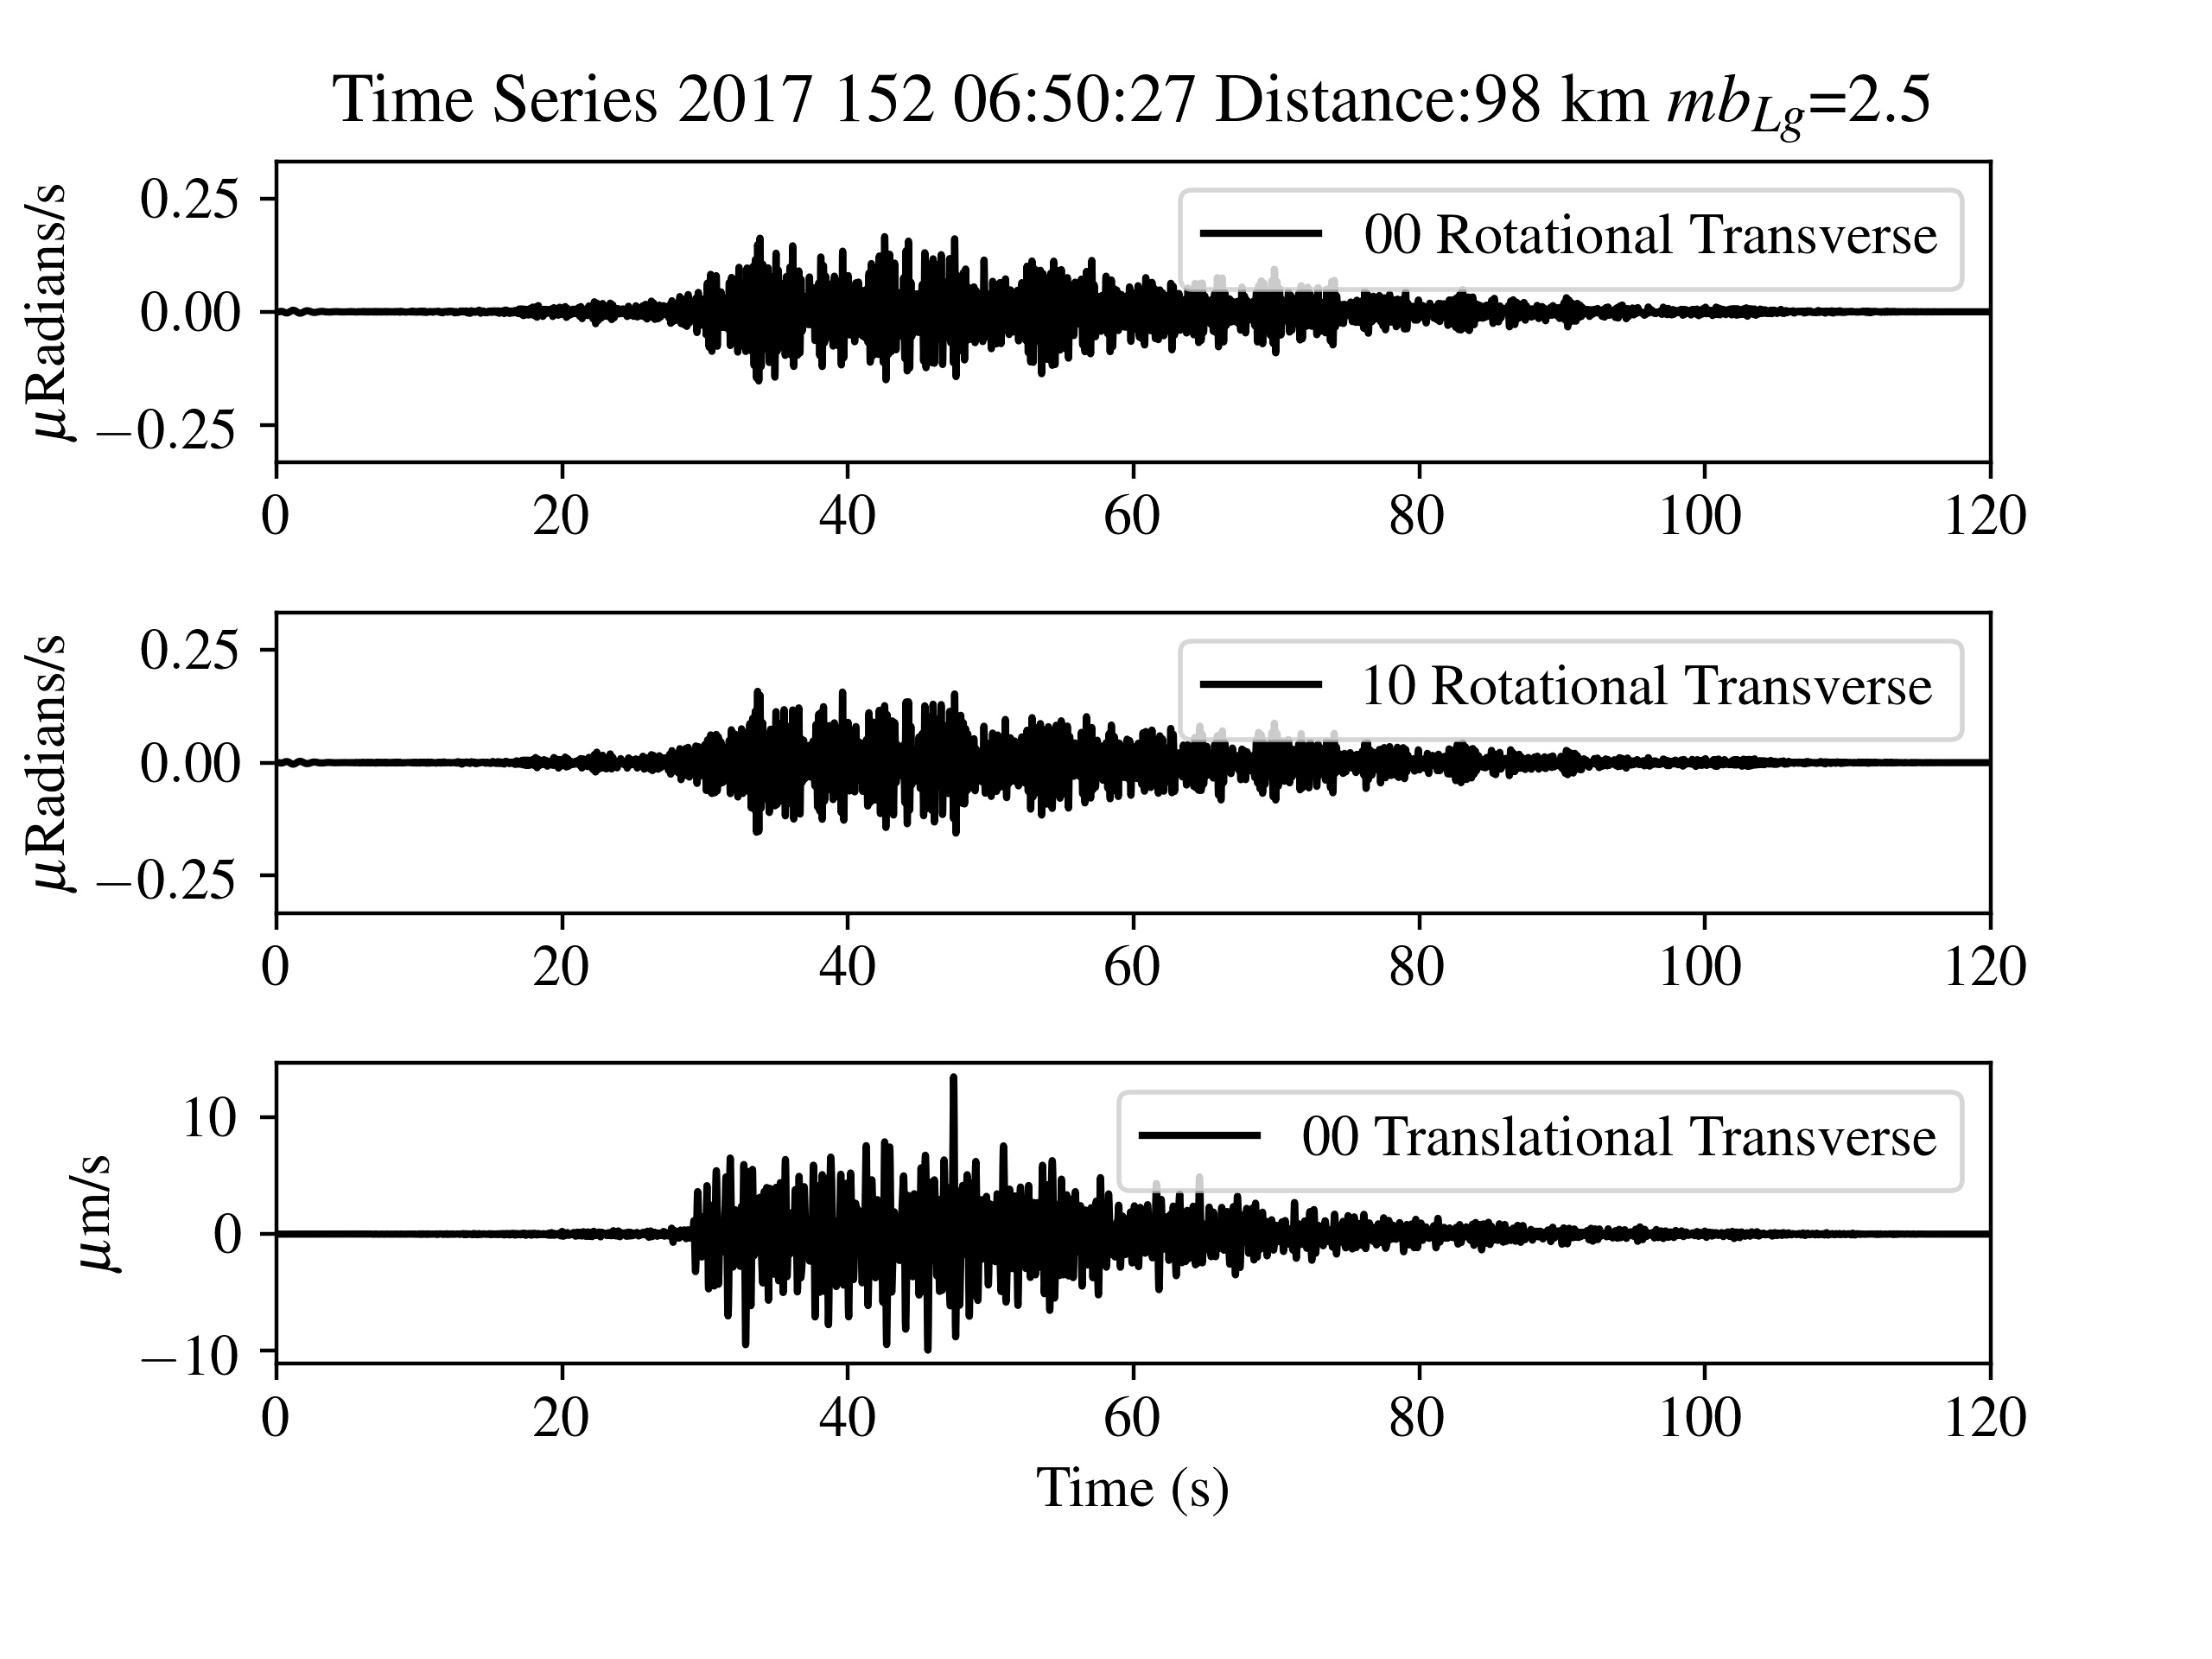 Time Series 2017 152 06:50:27 Distance:98 km mb_Lg=2.5
μRadians/s
0.25
0.00
−0.25
00 Rotational Transverse
0 20 40 60 80 100 120
μRadians/s
0.25
0.00
−0.25
10 Rotational Transverse
0 20 40 60 80 100 120
μm/s
10
0
−10
00 Translational Transverse
0 20 40 60 80 100 120
Time (s)